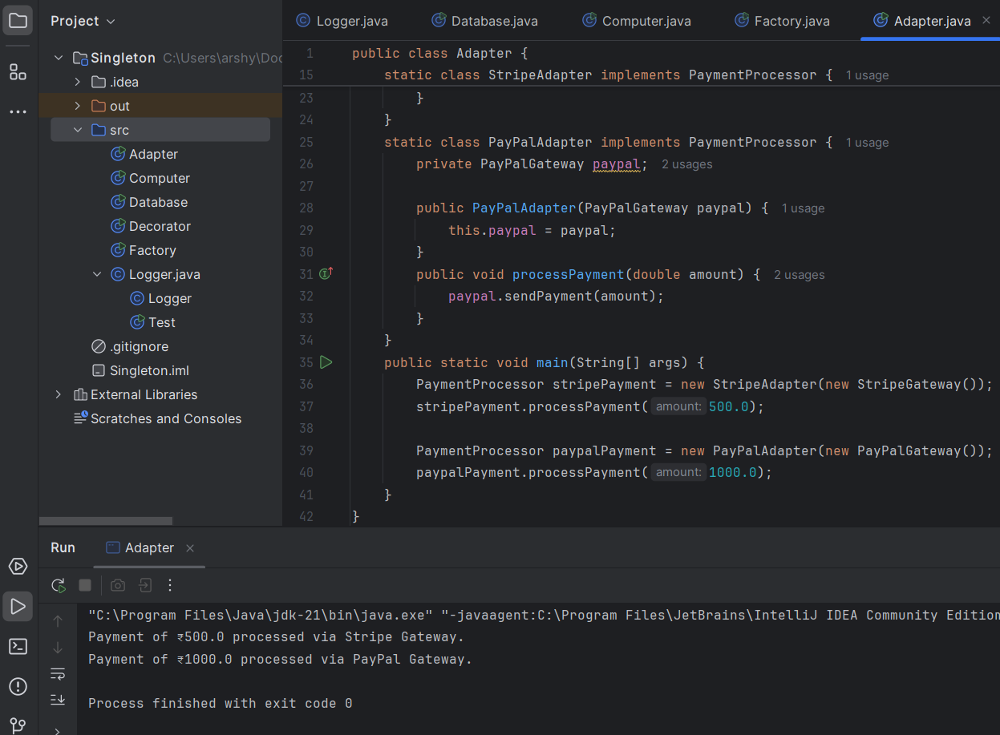 Project
Logger.java
Database.java
Computer.java
Factory.java
Adapter.java
Singleton C:\Users\arshy\Doc
.idea
out
src
Adapter
Computer
Database
Decorator
Factory
Logger.java
Logger
Test
.gitignore
Singleton.iml
External Libraries
Scratches and Consoles
1 public class Adapter {
15 static class StripeAdapter implements PaymentProcessor { 1 usage
23 }
24 }
25 static class PayPalAdapter implements PaymentProcessor { 1 usage
26 private PayPalGateway paypal; 2 usages
27
28 public PayPalAdapter(PayPalGateway paypal) { 1 usage
29 this.paypal = paypal;
30 }
31 public void processPayment(double amount) { 2 usages
32 paypal.sendPayment(amount);
33 }
34 }
35 public static void main(String[] args) {
36 PaymentProcessor stripePayment = new StripeAdapter(new StripeGateway());
37 stripePayment.processPayment( amount: 500.0);
38
39 PaymentProcessor paypalPayment = new PayPalAdapter(new PayPalGateway());
40 paypalPayment.processPayment( amount: 1000.0);
41 }
42 }
Run
Adapter
"C:\Program Files\Java\jdk-21\bin\java.exe" "-javaagent:C:\Program Files\JetBrains\IntelliJ IDEA Community Edition
Payment of ₹500.0 processed via Stripe Gateway.
Payment of ₹1000.0 processed via PayPal Gateway.
Process finished with exit code 0